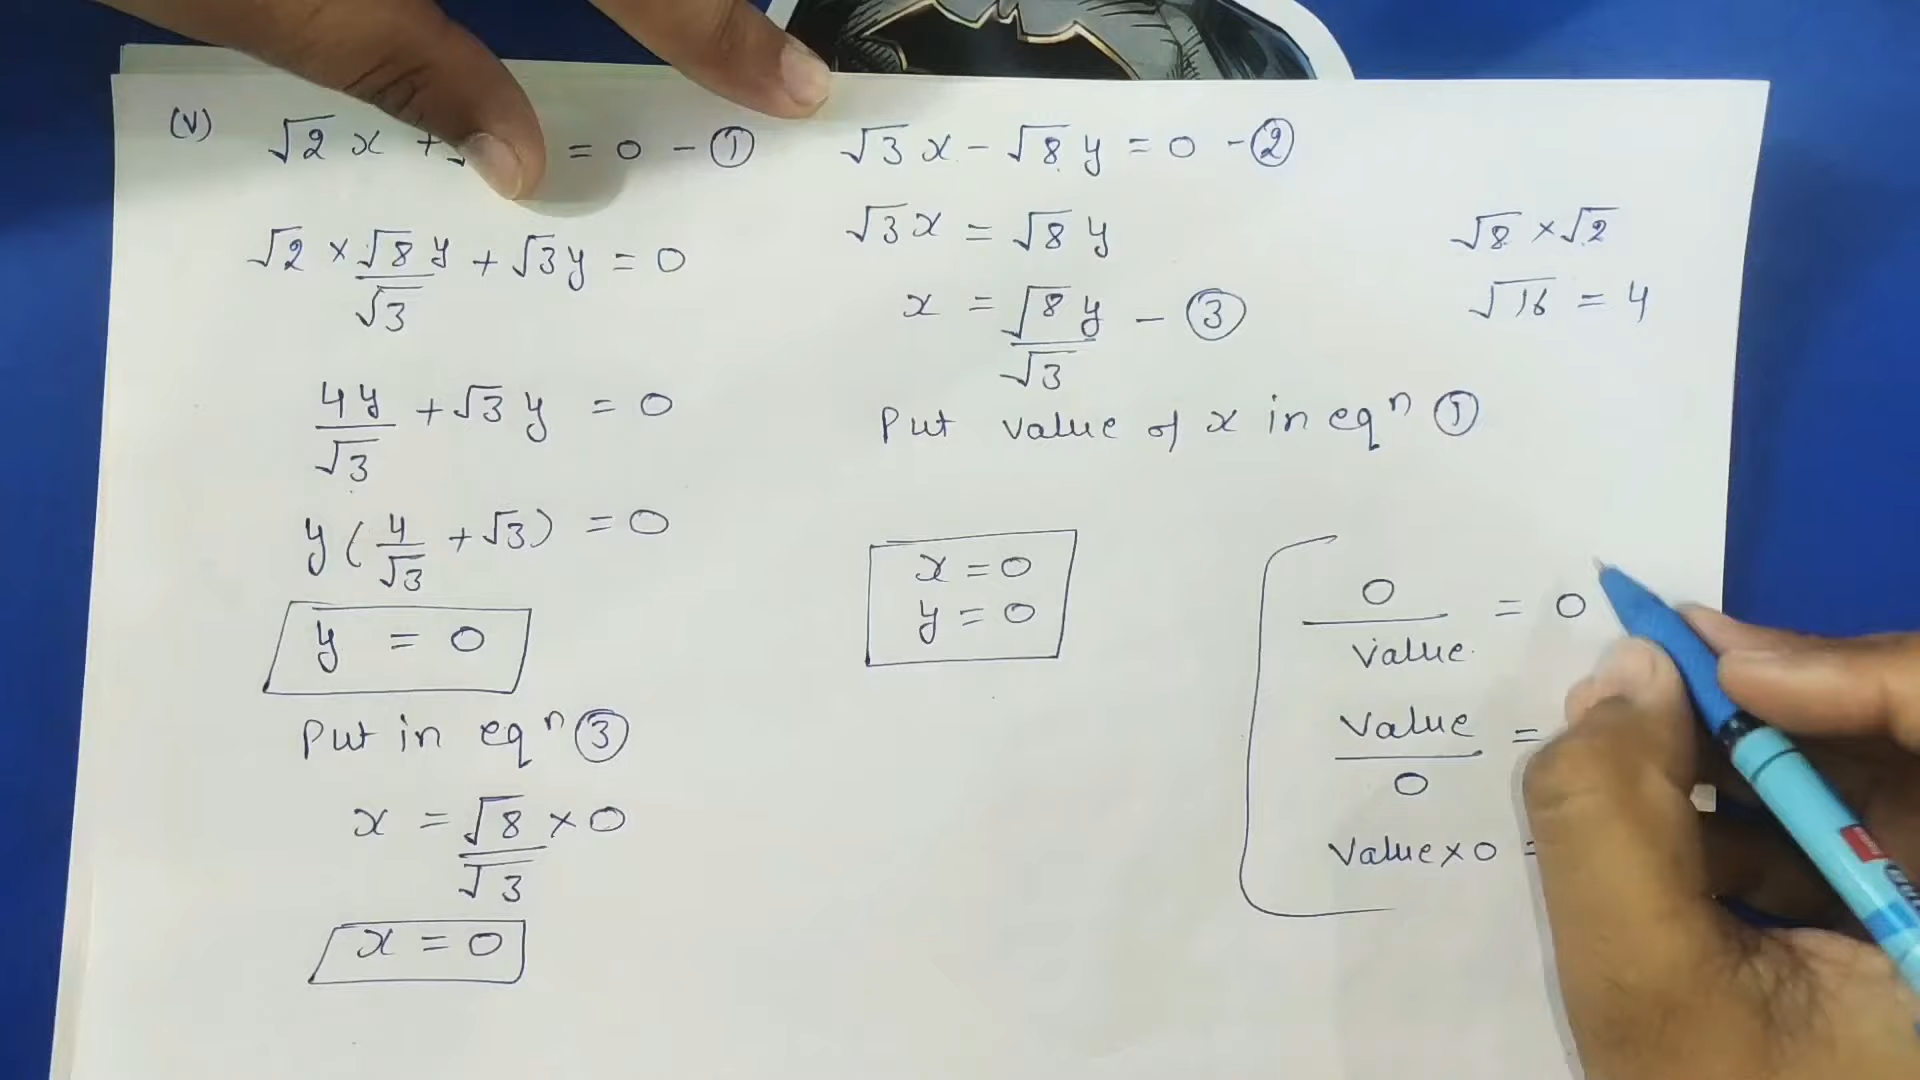 (V) √2 x + √ = 0 - ①
√2 × √8 y/√3 + √3 y = 0
4y/√3 + √3 y = 0
y (4/√3 + √3) = 0
y = 0
Put in eqⁿ ③
x = √8/√3 × 0
x = 0
√3 x - √8 y = 0 - ②
√3 x = √8 y
x = √8 y/√3 - ③
Put value of x in eqⁿ ①
x = 0
y = 0
√8 × √2
√16 = 4
0/value = 0
value/0 =
value × 0 =